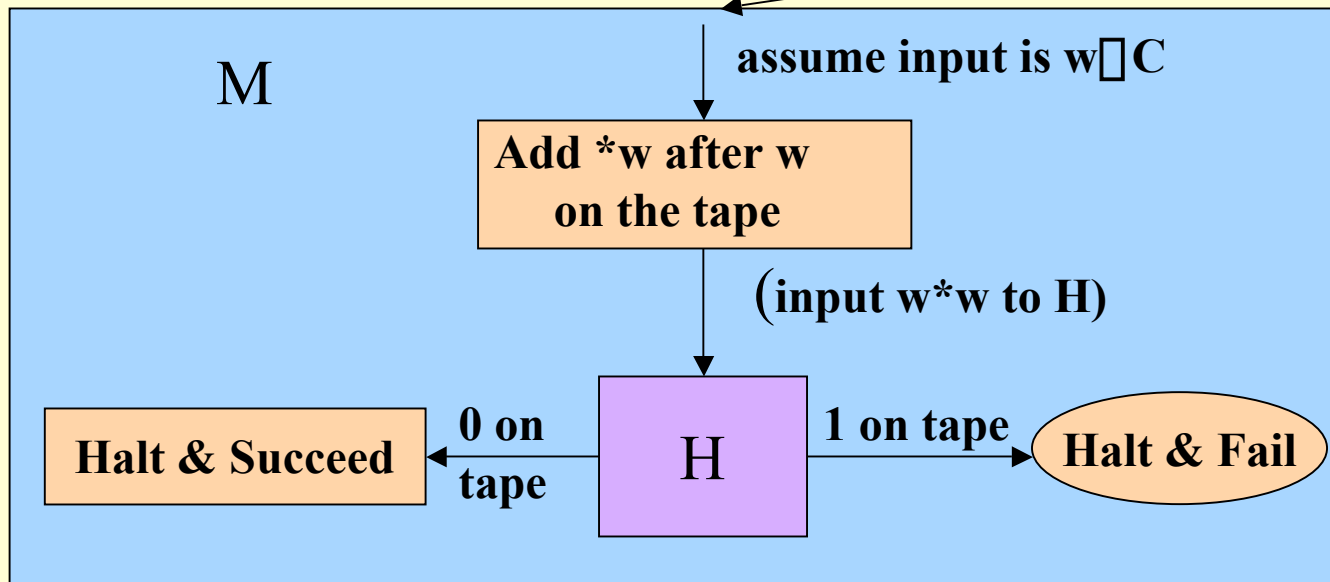 M
assume input is w▯C
Add *w after w
on the tape
(input w*w to H)
Halt & Succeed
0 on
tape
H
1 on tape
Halt & Fail